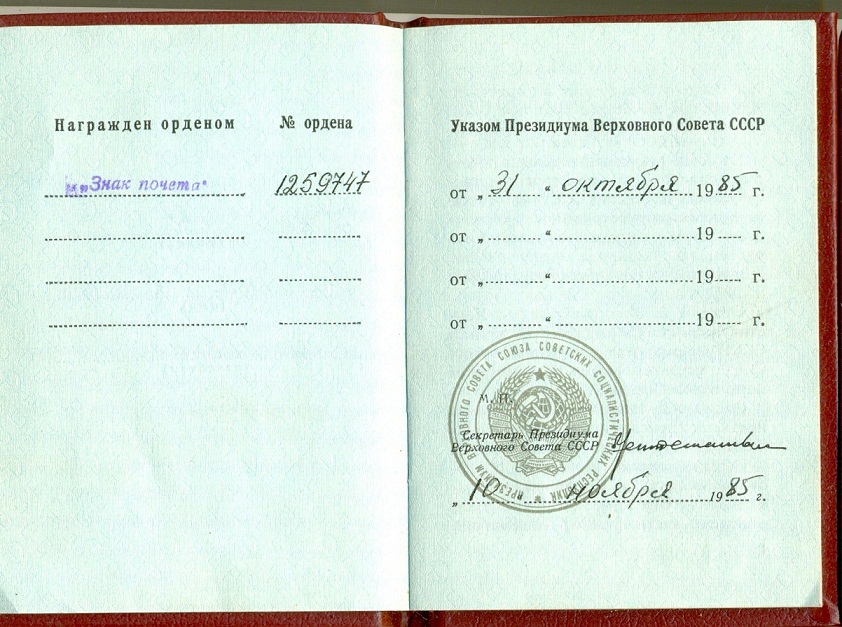 Награжден орденом № ордена
„Знак почета“ 1259747
Указом Президиума Верховного Совета СССР
от „ 31 “ октября 1985 г.
от „ “ 19 г.
от „ “ 19 г.
от „ “ 19 г.
ПРЕЗИДИУМ ВЕРХОВНОГО СОВЕТА СОЮЗА СОВЕТСКИХ СОЦИАЛИСТИЧЕСКИХ РЕСПУБЛИК
М. П.
Секретарь Президиума
Верховного Совета СССР
„ 10 “ ноября 1985 г.